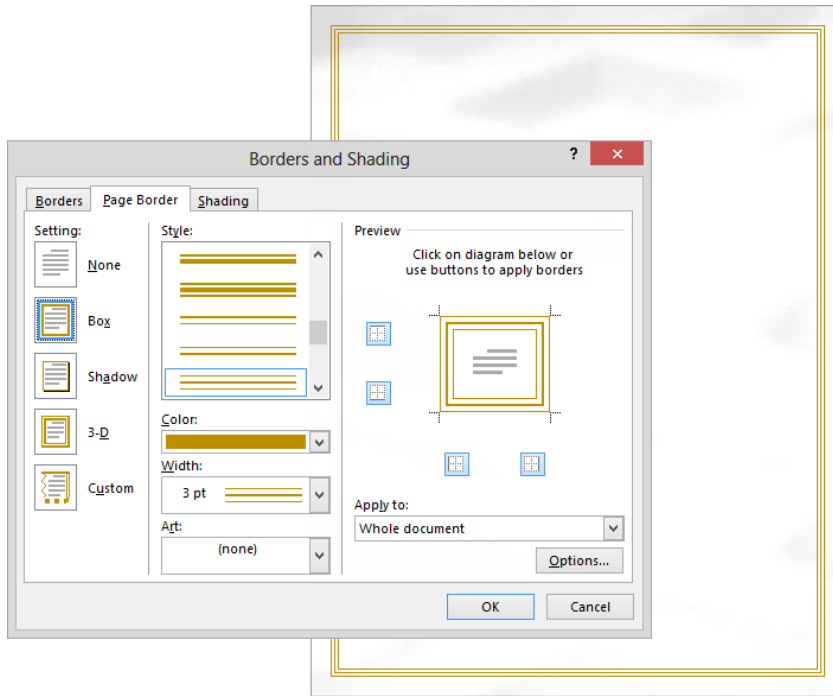 Borders and Shading
?
Borders
Page Border
Shading
Setting:
None
Box
Shadow
3-D
Custom
Style:
Color:
Width:
3 pt
Art:
(none)
Preview
Click on diagram below or
use buttons to apply borders
Apply to:
Whole document
Options...
OK
Cancel